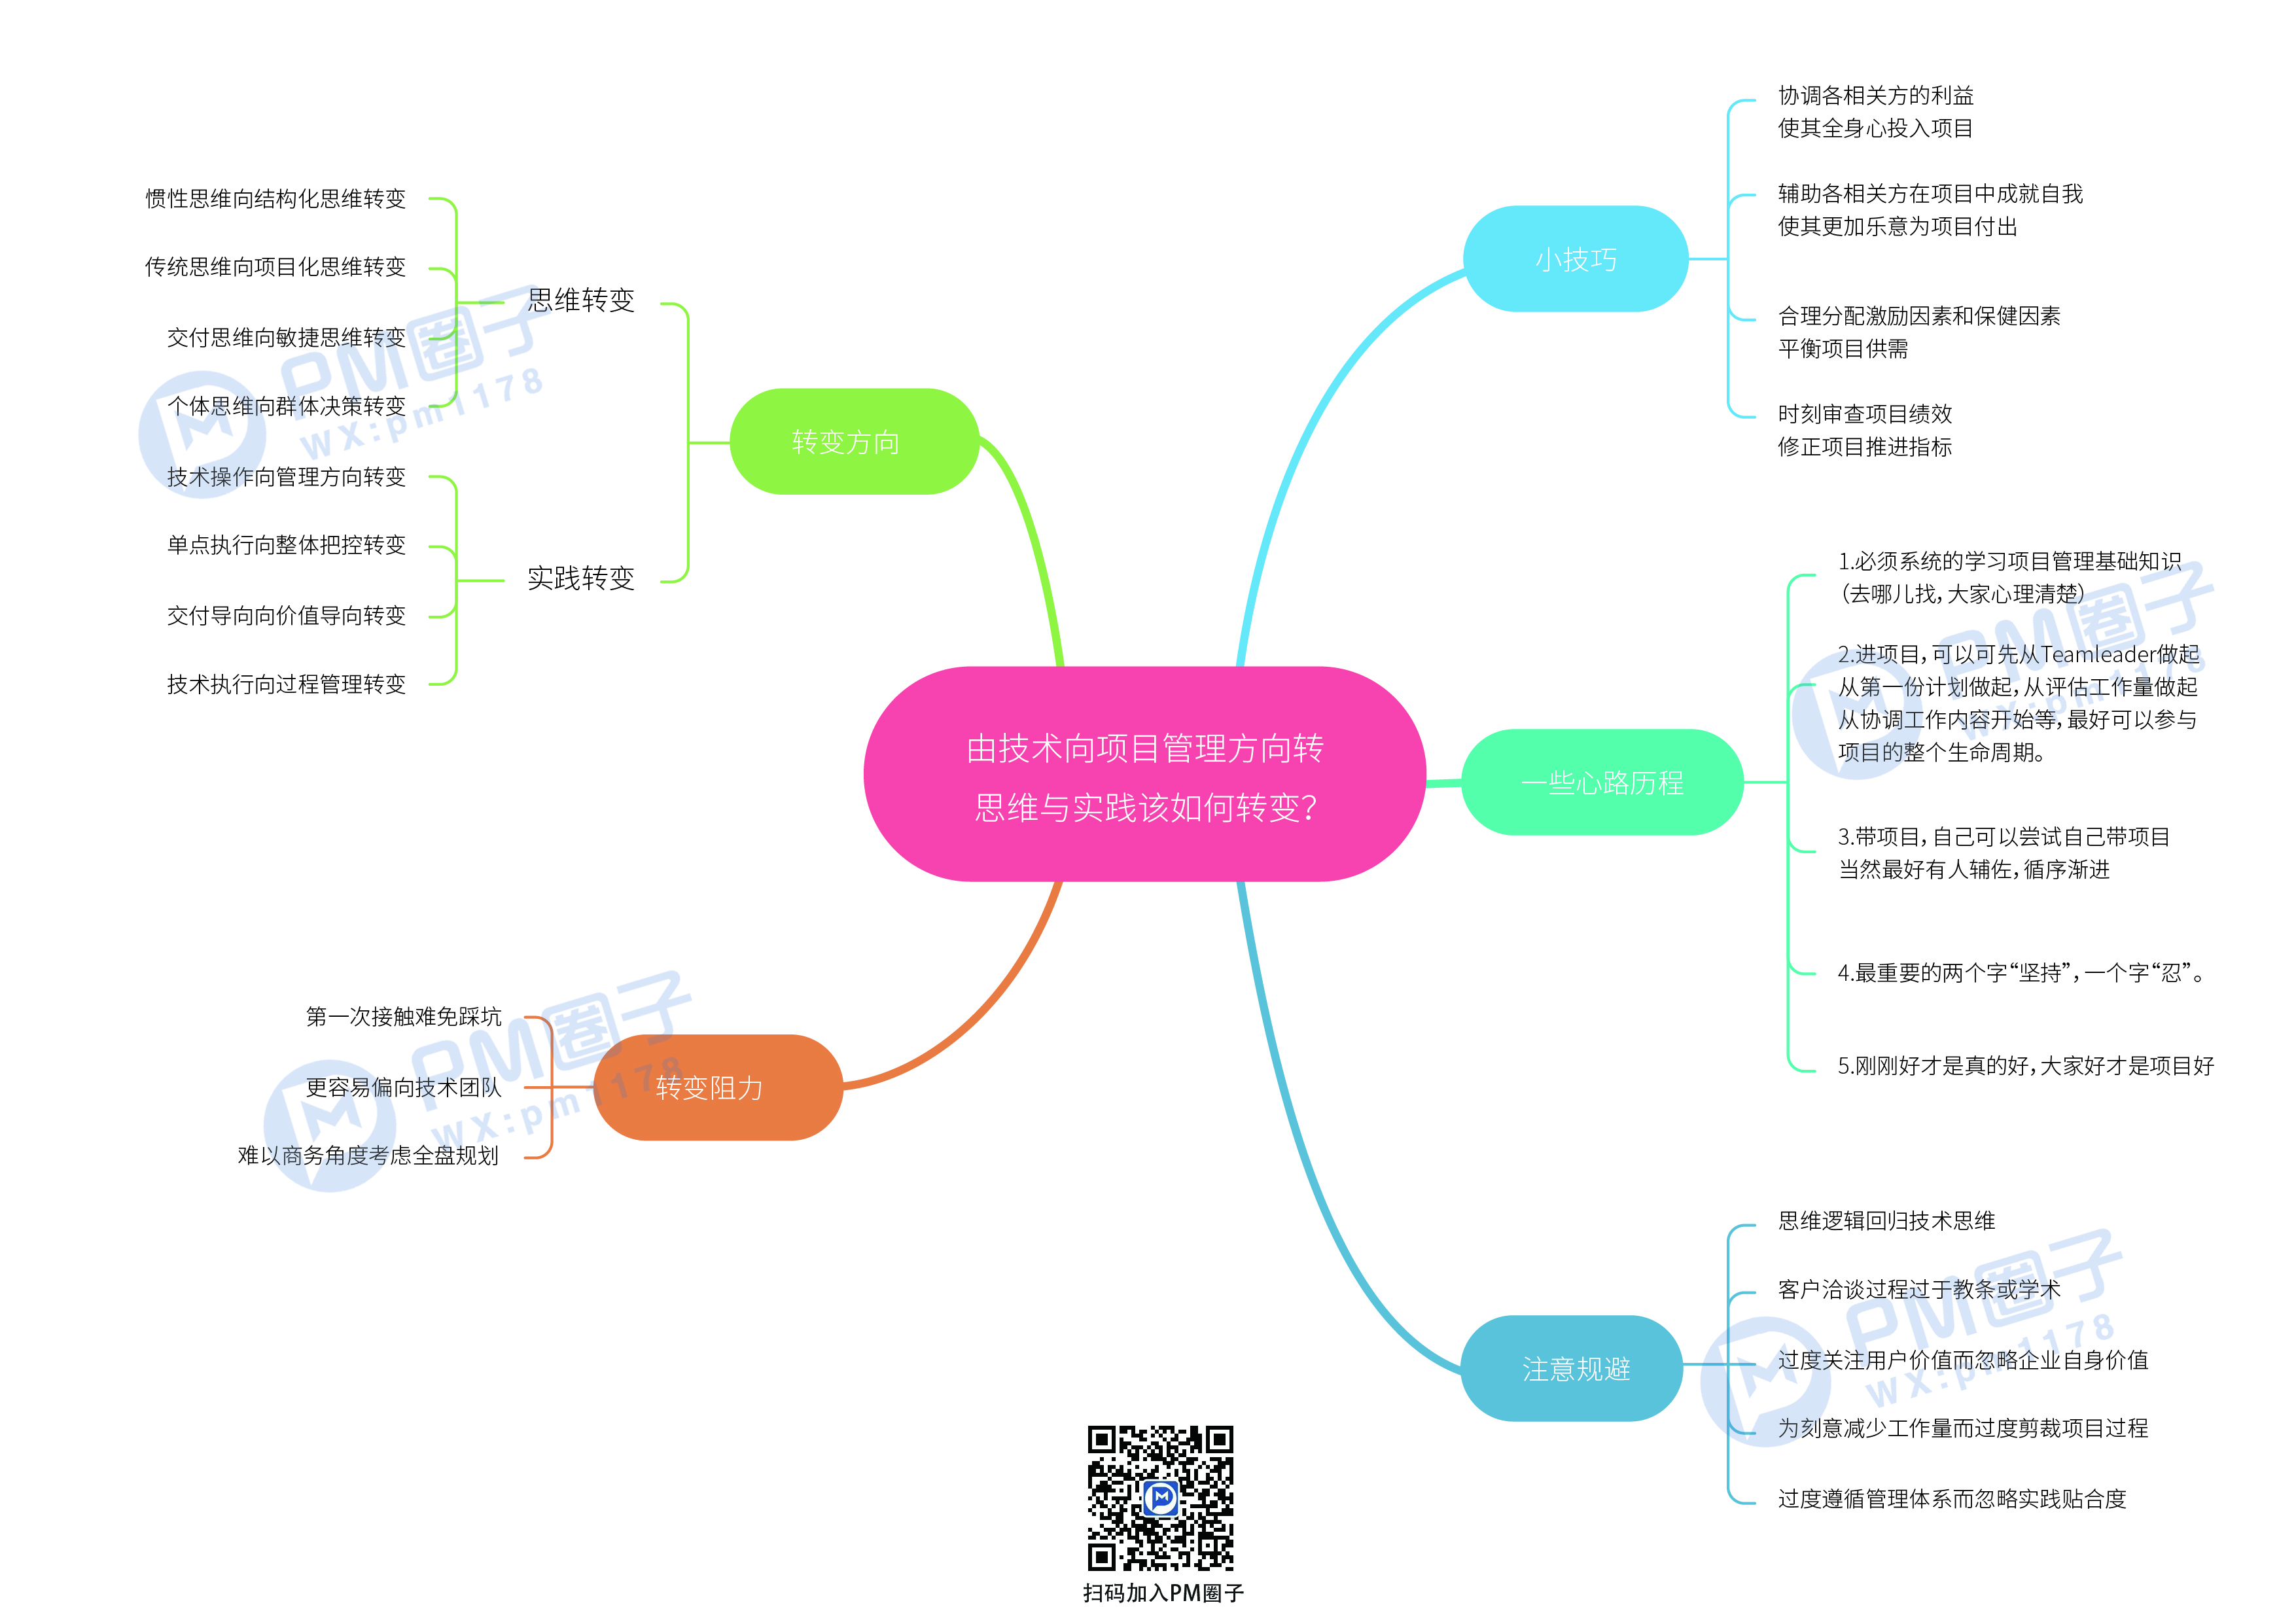 由技术向项目管理方向转
思维与实践该如何转变？
转变方向
思维转变
惯性思维向结构化思维转变
传统思维向项目化思维转变
交付思维向敏捷思维转变
个体思维向群体决策转变
实践转变
技术操作向管理方向转变
单点执行向整体把控转变
交付导向向价值导向转变
技术执行向过程管理转变
转变阻力
第一次接触难免踩坑
更容易偏向技术团队
难以商务角度考虑全盘规划
小技巧
协调各相关方的利益
使其全身心投入项目
辅助各相关方在项目中成就自我
使其更加乐意为项目付出
合理分配激励因素和保健因素
平衡项目供需
时刻审查项目绩效
修正项目推进指标
一些心路历程
1.必须系统的学习项目管理基础知识
（去哪儿找，大家心理清楚）
2.进项目，可以可先从Teamleader做起
从第一份计划做起，从评估工作量做起
从协调工作内容开始等，最好可以参与
项目的整个生命周期。
3.带项目，自己可以尝试自己带项目
当然最好有人辅佐，循序渐进
4.最重要的两个字“坚持”，一个字“忍”。
5.刚刚好才是真的好，大家好才是项目好
注意规避
思维逻辑回归技术思维
客户洽谈过程过于教条或学术
过度关注用户价值而忽略企业自身价值
为刻意减少工作量而过度剪裁项目过程
过度遵循管理体系而忽略实践贴合度
扫码加入PM圈子
PM圈子
WX:pm1178
PM圈子
WX:pm1178
PM圈子
WX:pm1178
PM圈子
WX:pm1178